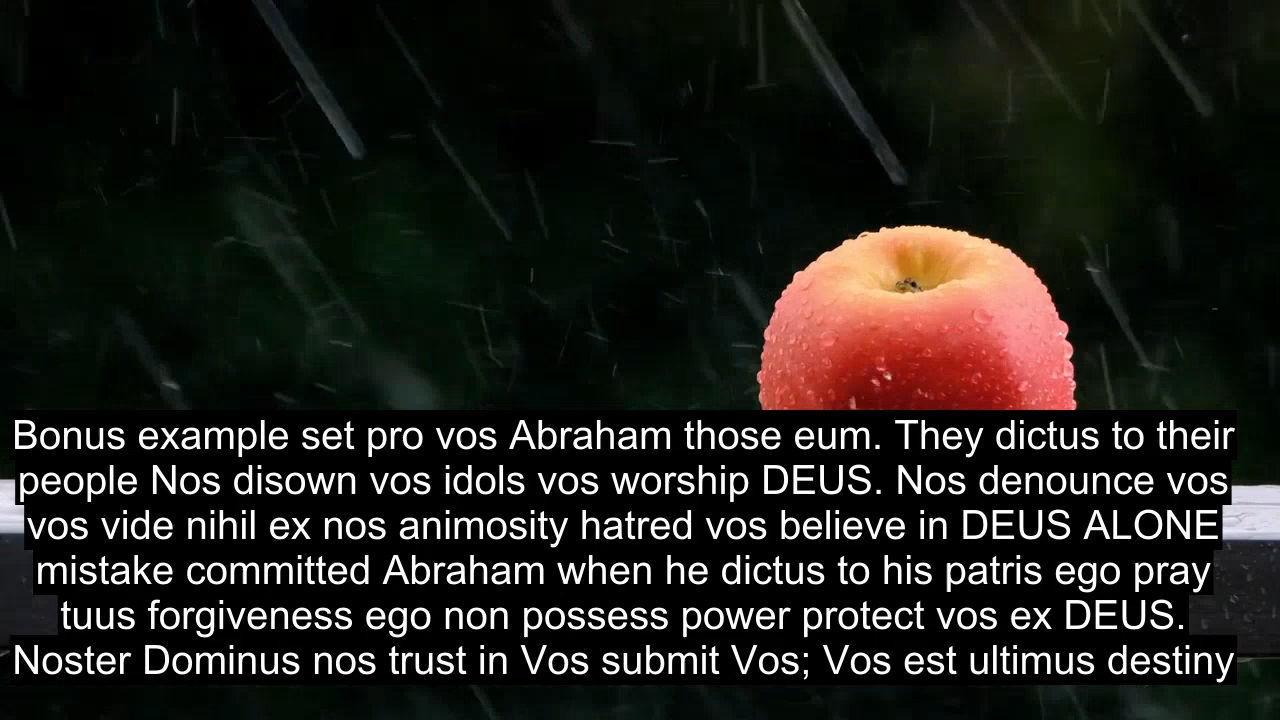 Bonus example set pro vos Abraham those eum. They dictus to their
people Nos disown vos idols vos worship DEUS. Nos denounce vos
vos vide nihil ex nos animosity hatred vos believe in DEUS ALONE
mistake committed Abraham when he dictus to his patris ego pray
tuus forgiveness ego non possess power protect vos ex DEUS.
Noster Dominus nos trust in Vos submit Vos; Vos est ultimus destiny